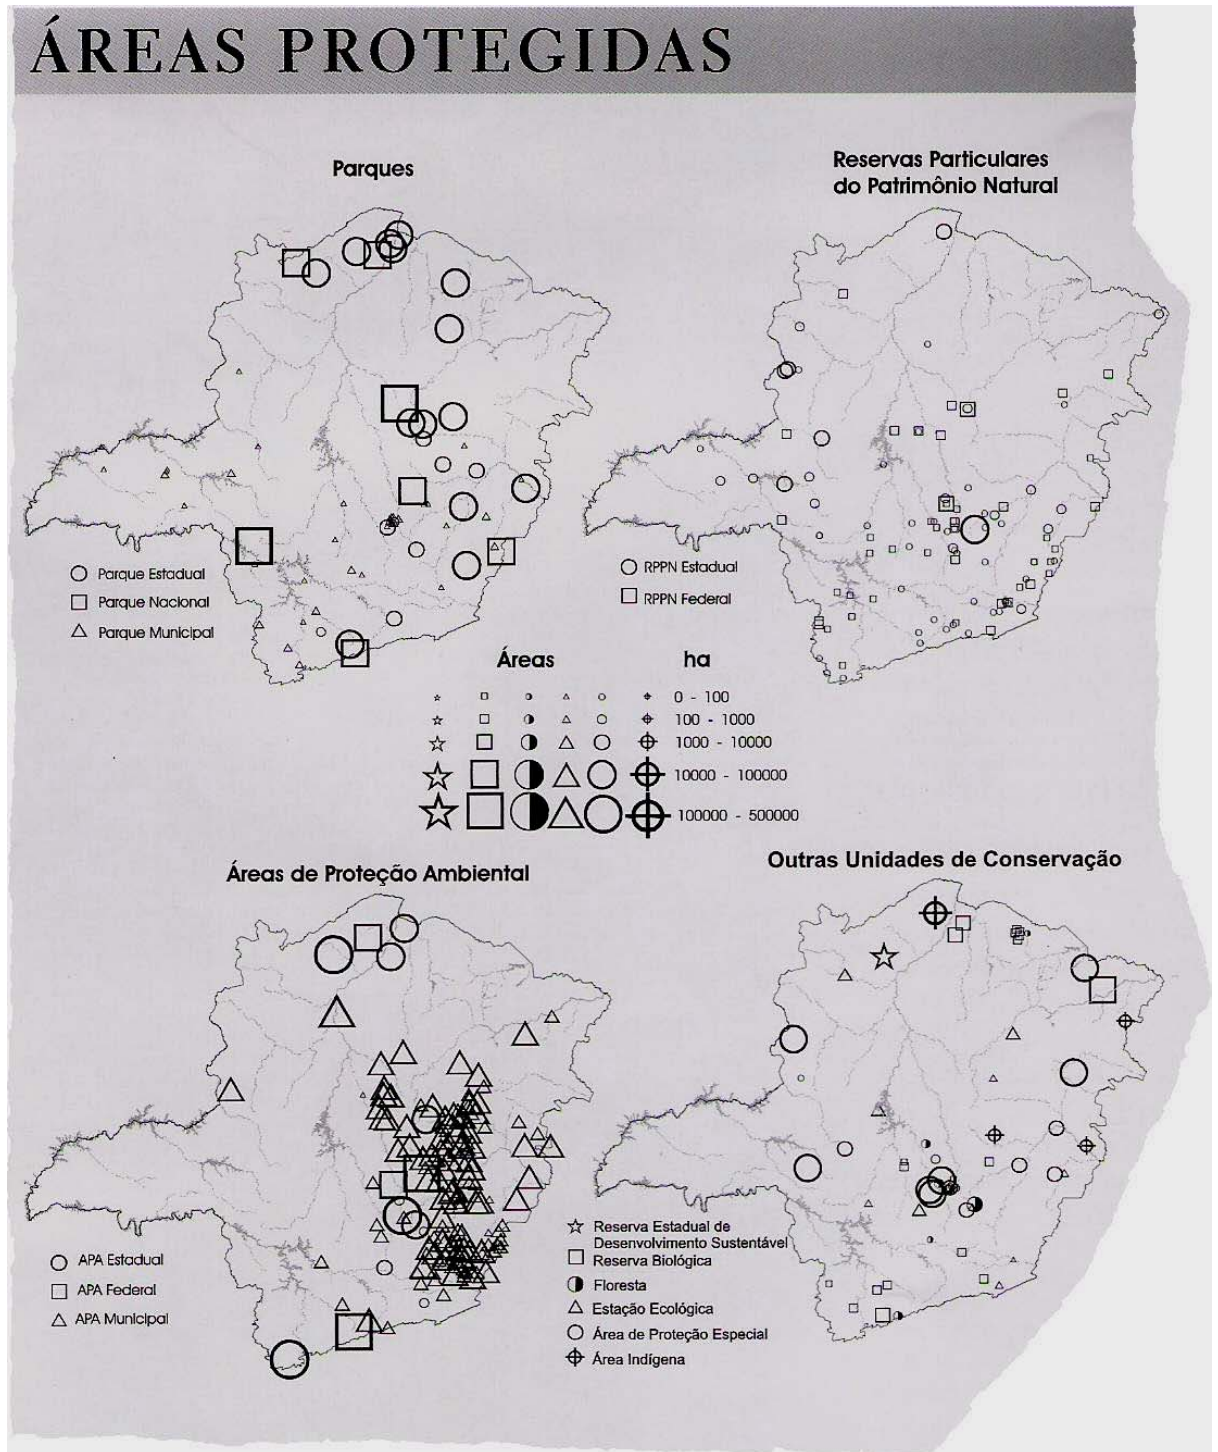 ÁREAS PROTEGIDAS
Parques
Reservas Particulares
do Patrimônio Natural
Parque Estadual
Parque Nacional
Parque Municipal
RPPN Estadual
RPPN Federal
Áreas ha
0 - 100
100 - 1000
1000 - 10000
10000 - 100000
100000 - 500000
Áreas de Proteção Ambiental
Outras Unidades de Conservação
APA Estadual
APA Federal
APA Municipal
Reserva Estadual de
Desenvolvimento Sustentável
Reserva Biológica
Floresta
Estação Ecológica
Área de Proteção Especial
Área Indígena